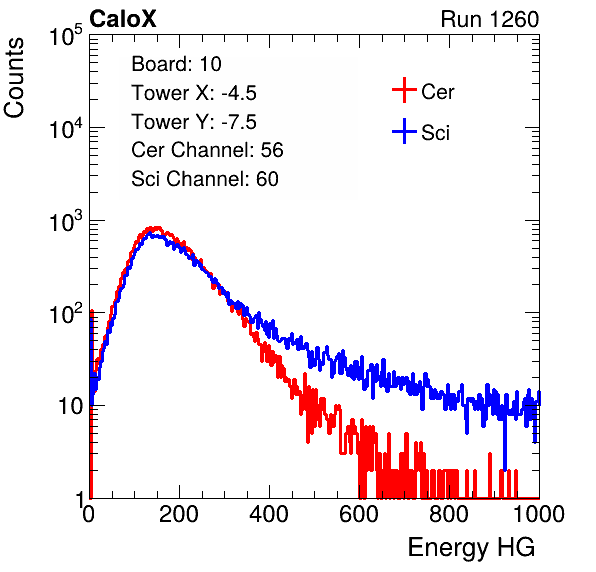 CaloX Run 1260
Counts
Board: 10
Tower X: -4.5
Tower Y: -7.5
Cer Channel: 56
Sci Channel: 60
Cer
Sci
10^5
10^4
10^3
10^2
10
1
0 200 400 600 800 1000
Energy HG